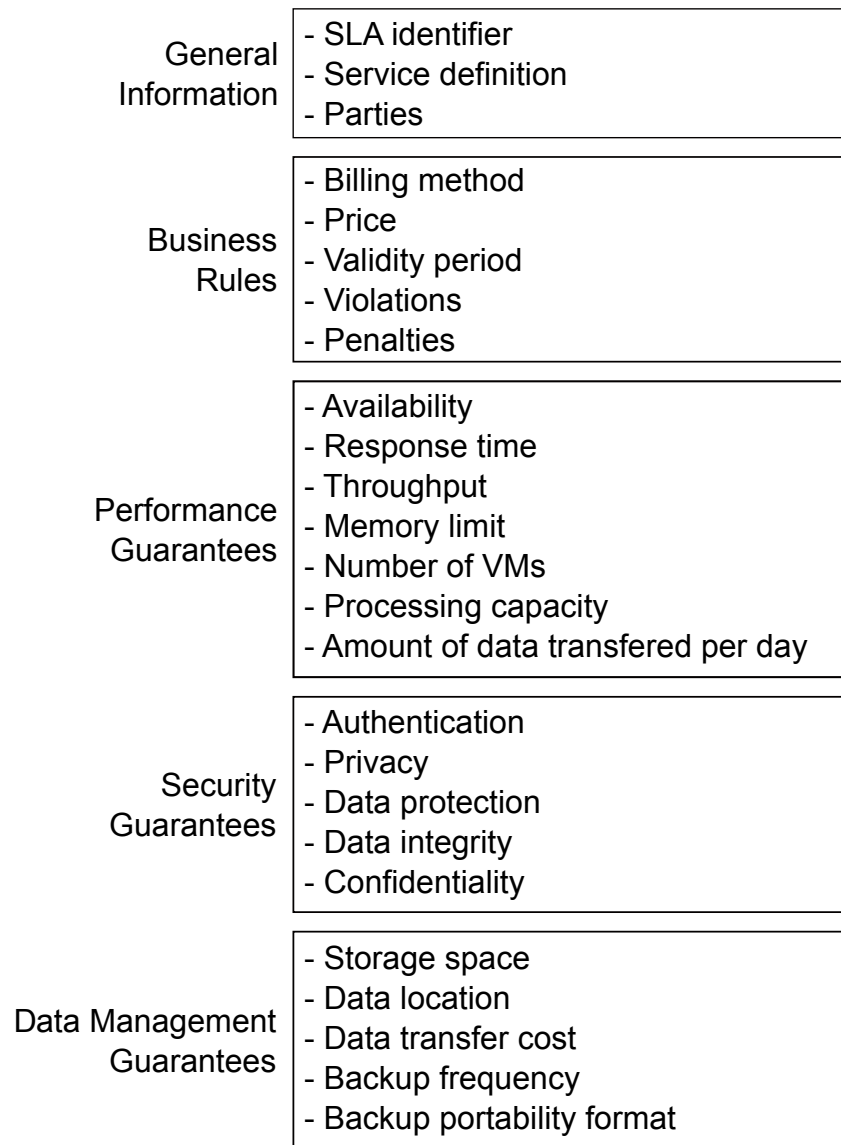 General
Information
- SLA identifier
- Service definition
- Parties
Business
Rules
- Billing method
- Price
- Validity period
- Violations
- Penalties
Performance
Guarantees
- Availability
- Response time
- Throughput
- Memory limit
- Number of VMs
- Processing capacity
- Amount of data transfered per day
Security
Guarantees
- Authentication
- Privacy
- Data protection
- Data integrity
- Confidentiality
Data Management
Guarantees
- Storage space
- Data location
- Data transfer cost
- Backup frequency
- Backup portability format